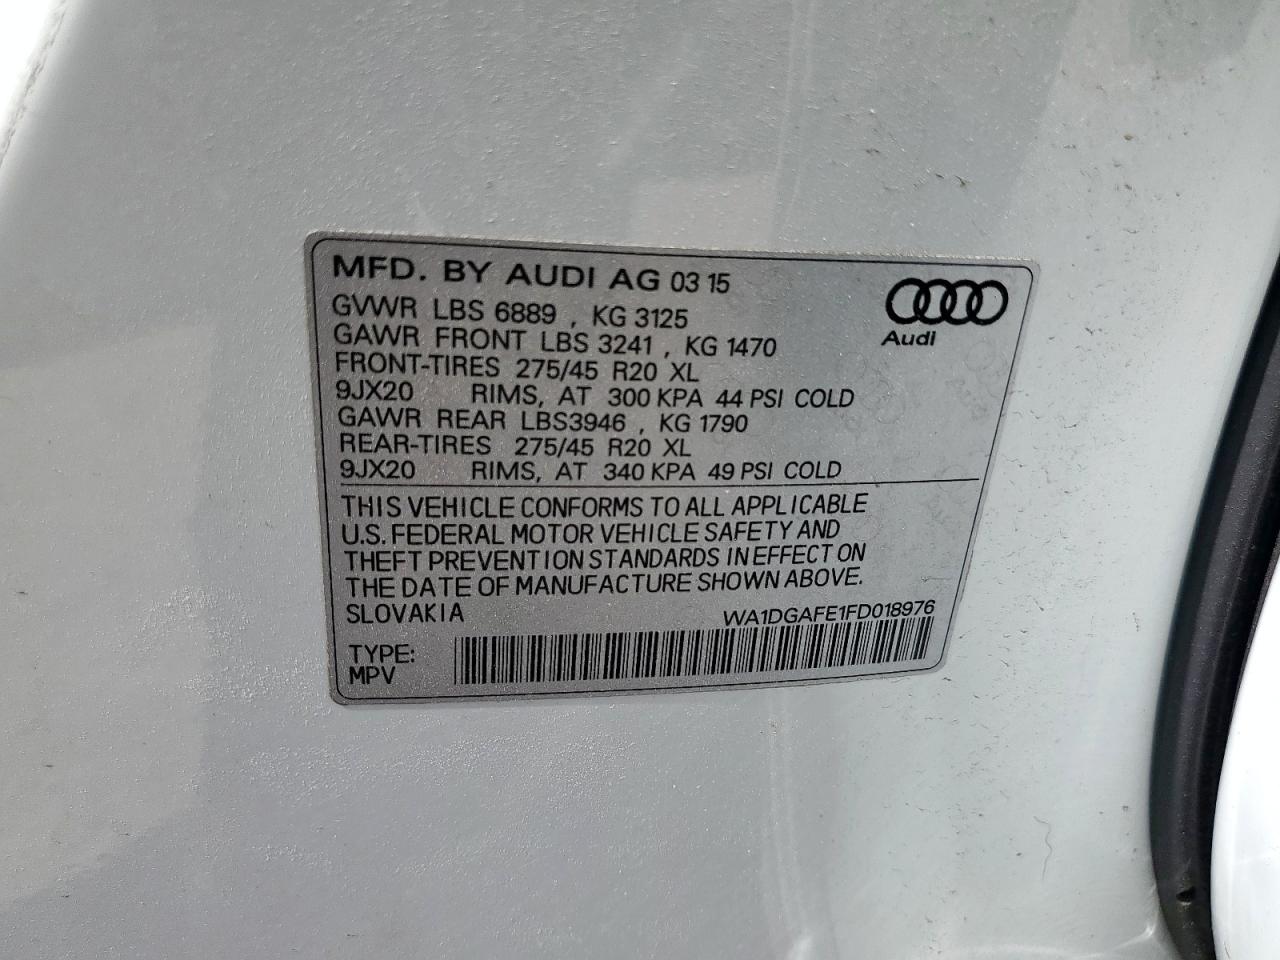 MFD. BY AUDI AG 03 15
GVWR LBS 6889 , KG 3125
GAWR FRONT LBS 3241 , KG 1470
FRONT-TIRES 275/45 R20 XL
9JX20 RIMS, AT 300 KPA 44 PSI COLD
GAWR REAR LBS3946 , KG 1790
REAR-TIRES 275/45 R20 XL
9JX20 RIMS, AT 340 KPA 49 PSI COLD
Audi
THIS VEHICLE CONFORMS TO ALL APPLICABLE
U.S. FEDERAL MOTOR VEHICLE SAFETY AND
THEFT PREVENTION STANDARDS IN EFFECT ON
THE DATE OF MANUFACTURE SHOWN ABOVE.
SLOVAKIA WA1DGAFE1FD018976
TYPE:
MPV